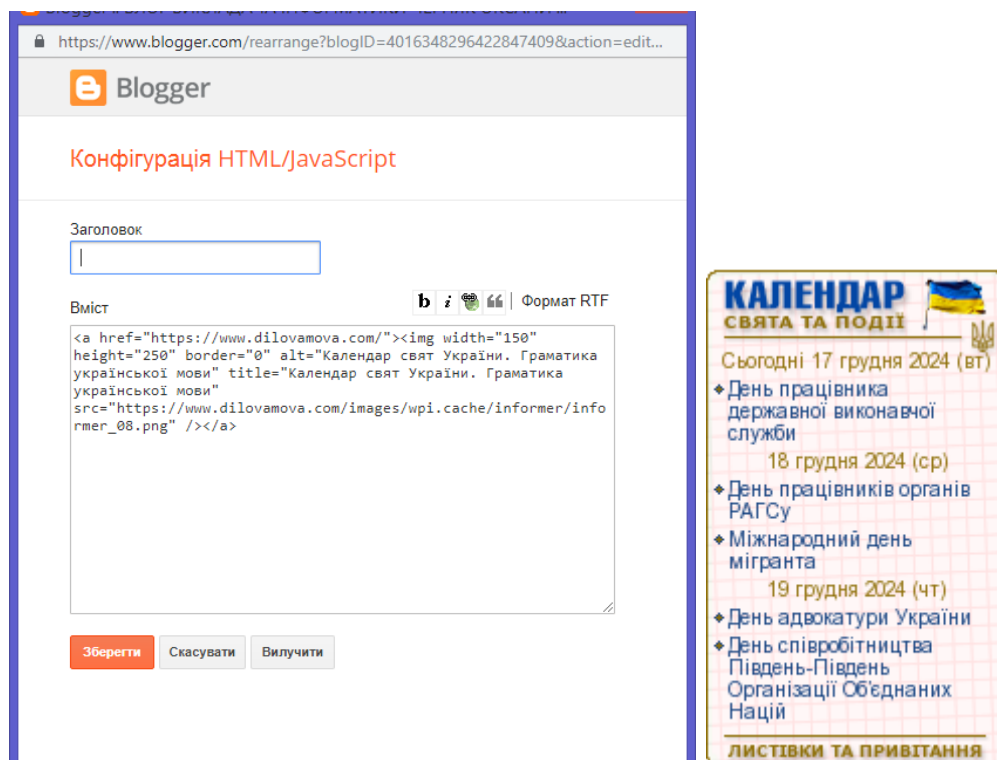 https://www.blogger.com/rearrange?blogID=4016348296422847409&action=edit...
Blogger
Конфігурація HTML/JavaScript
Заголовок
Вміст
b i | Формат RTF
<a href="https://www.dilovamova.com/"><img width="150"
height="250" border="0" alt="Календар свят України. Граматика
української мови" title="Календар свят України. Граматика
української мови"
src="https://www.dilovamova.com/images/wpi.cache/informer/info
rmer_08.png" /></a>
Зберегти Скасувати Вилучити
КАЛЕНДАР
СВЯТА ТА ПОДІЇ
Сьогодні 17 грудня 2024 (вт)
День працівника
державної виконавчої
служби
18 грудня 2024 (ср)
День працівників органів
РАГСу
Міжнародний день
мігранта
19 грудня 2024 (чт)
День адвокатури України
День співробітництва
Південь-Південь
Організації Об'єднаних
Націй
ЛИСТІВКИ ТА ПРИВІТАННЯ